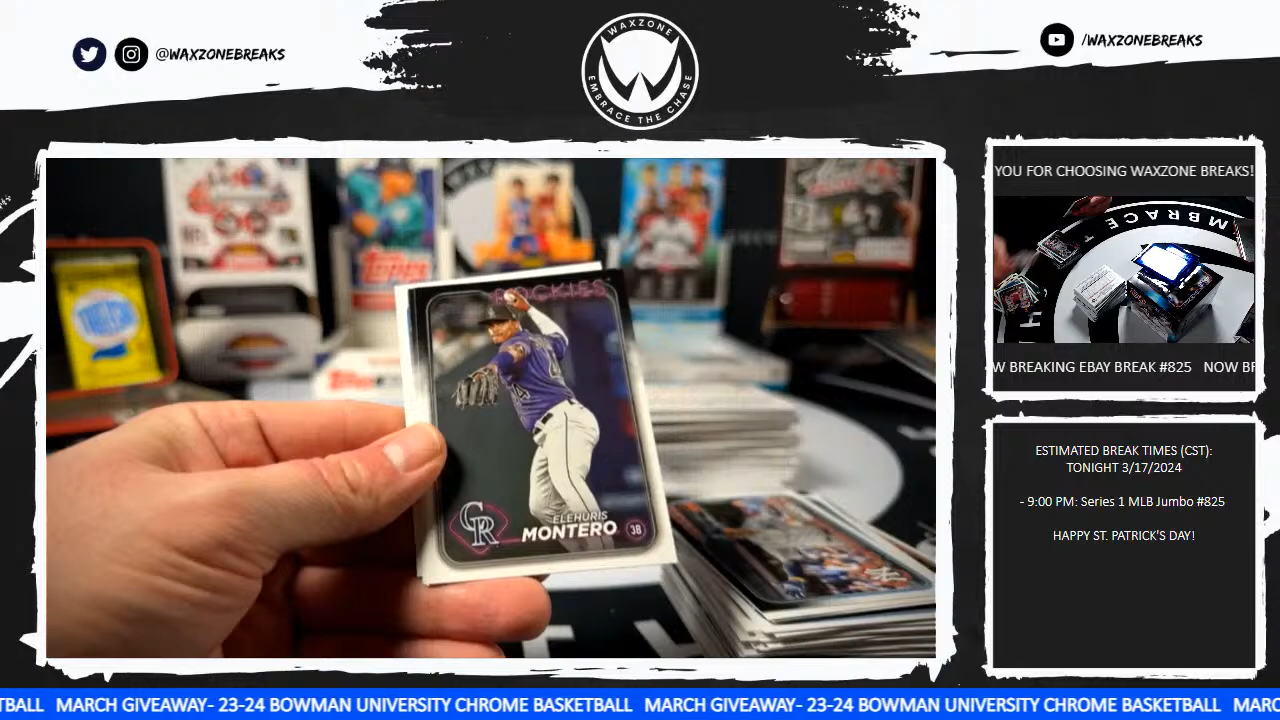 @WAXZONEBREAKS
WAXZONE
EMBRACE THE CHASE
/WAXZONEBREAKS
YOU FOR CHOOSING WAXZONE BREAKS!
W BREAKING EBAY BREAK #825 NOW BR
ESTIMATED BREAK TIMES (CST):
TONIGHT 3/17/2024
- 9:00 PM: Series 1 MLB Jumbo #825
HAPPY ST. PATRICK'S DAY!
Topps
ROCKIES
CR
ELEHURIS
MONTERO 3B
TBALL MARCH GIVEAWAY- 23-24 BOWMAN UNIVERSITY CHROME BASKETBALL MARCH GIVEAWAY- 23-24 BOWMAN UNIVERSITY CHROME BASKETBALL MARC